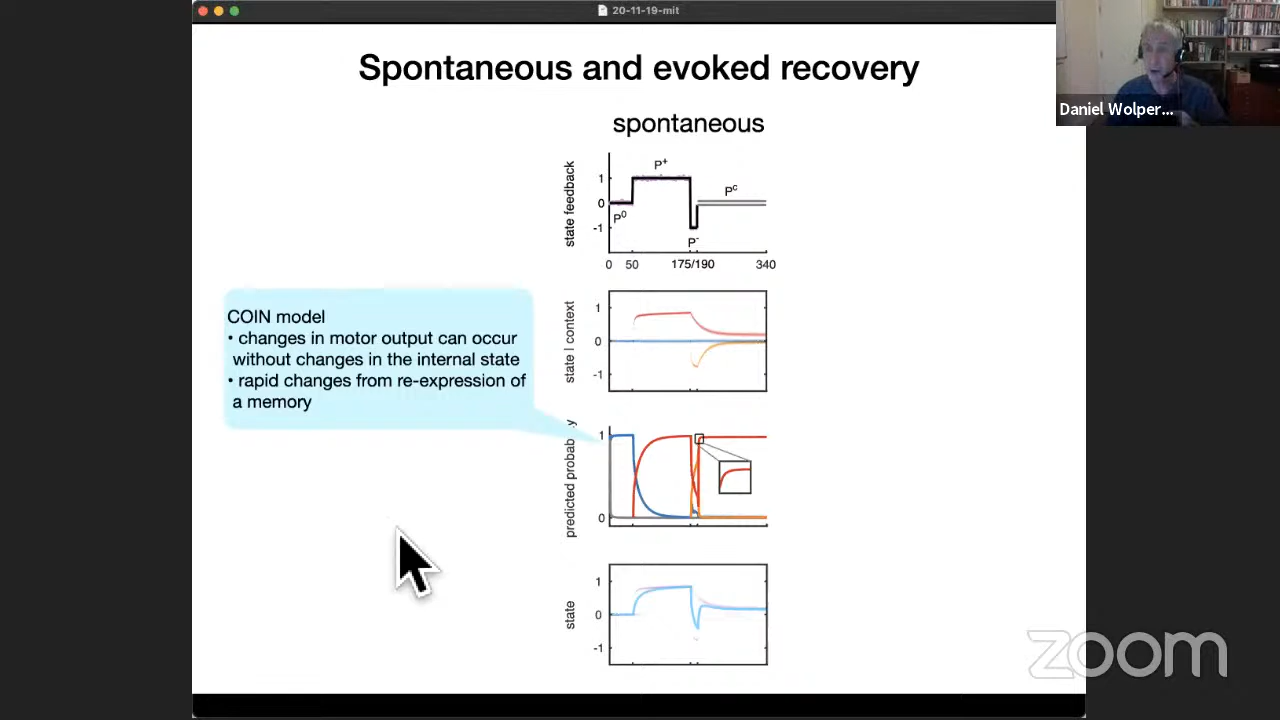 20-11-19-mit
Spontaneous and evoked recovery
Daniel Wolper...
spontaneous
state feedback
1
0
-1
P⁺
P⁰
P⁻
Pᶜ
0 50 175/190 340
COIN model
• changes in motor output can occur
without changes in the internal state
• rapid changes from re-expression of
a memory
state | context
1
0
-1
predicted
1
0
state
1
0
-1
zoom